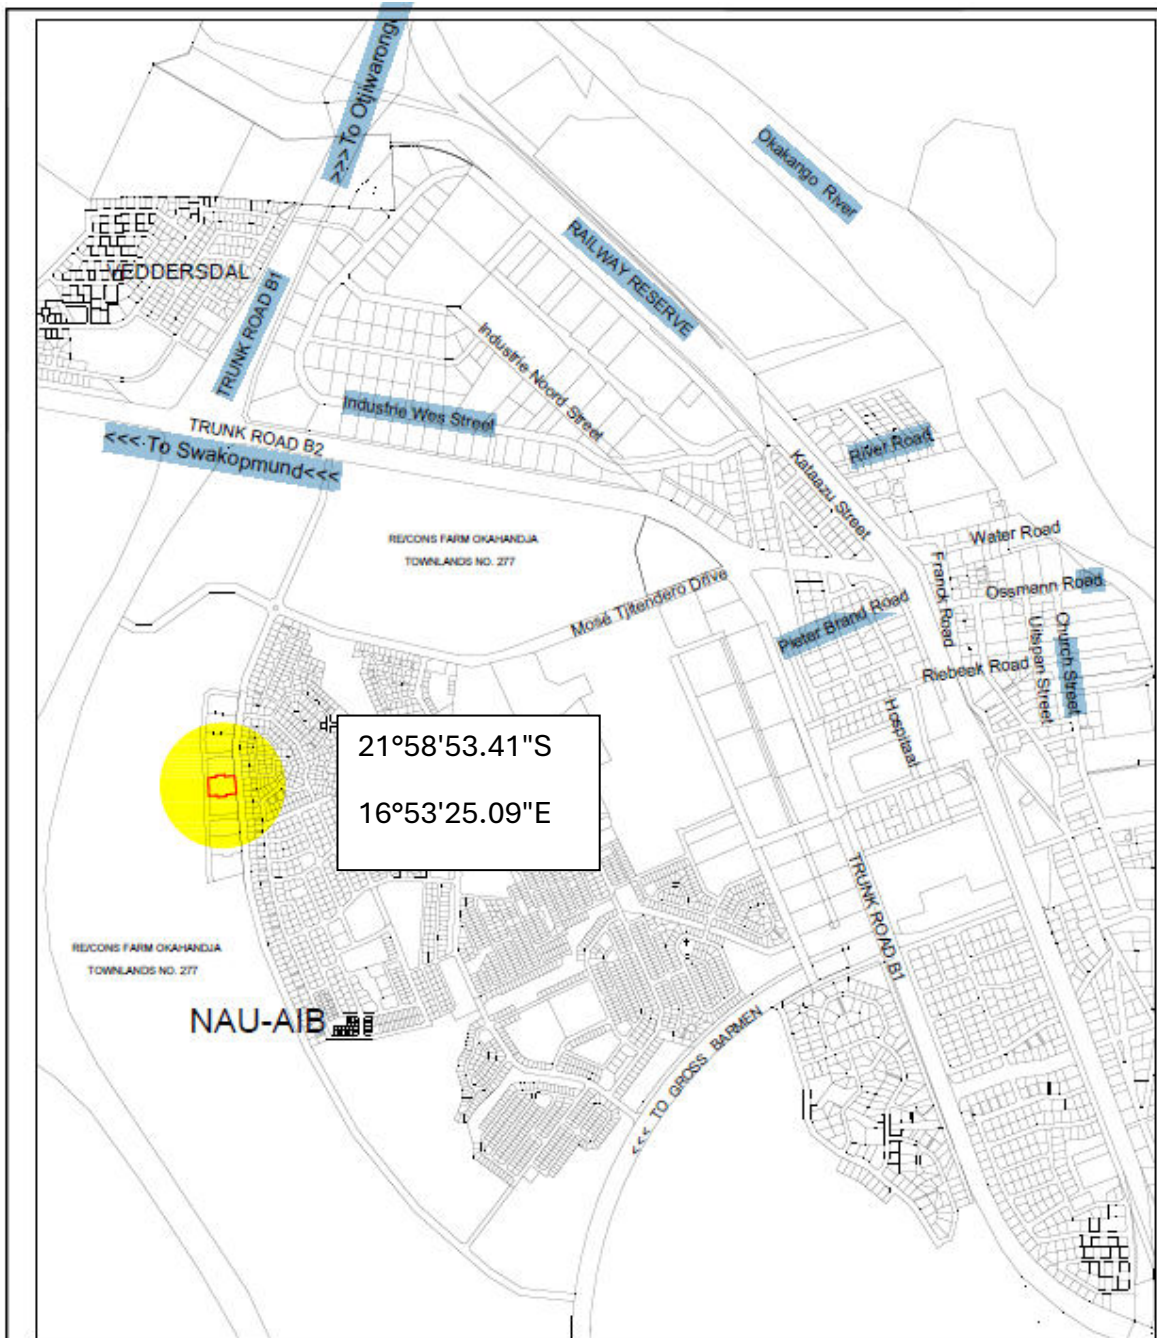 >>>To Otjiwarongo
Okakango River
RAILWAY RESERVE
VEDDERSDAL
TRUNK ROAD B1
Industrie Noord Street
Industrie Wes Street
TRUNK ROAD B2
<<<To Swakopmund<<<
River Road
Kataazu Street
Water Road
RE/CONS FARM OKAHANDJA
TOWNLANDS NO. 277
Franck Road
Ossmann Road
Mose Tjitendero Drive
Pieter Brand Road
Uitspan Street
Church Street
Riebeek Road
Hospitaal
21°58'53.41"S
16°53'25.09"E
TRUNK ROAD B1
RE/CONS FARM OKAHANDJA
TOWNLANDS NO. 277
NAU-AIB
<<< TO GROSS BARMEN